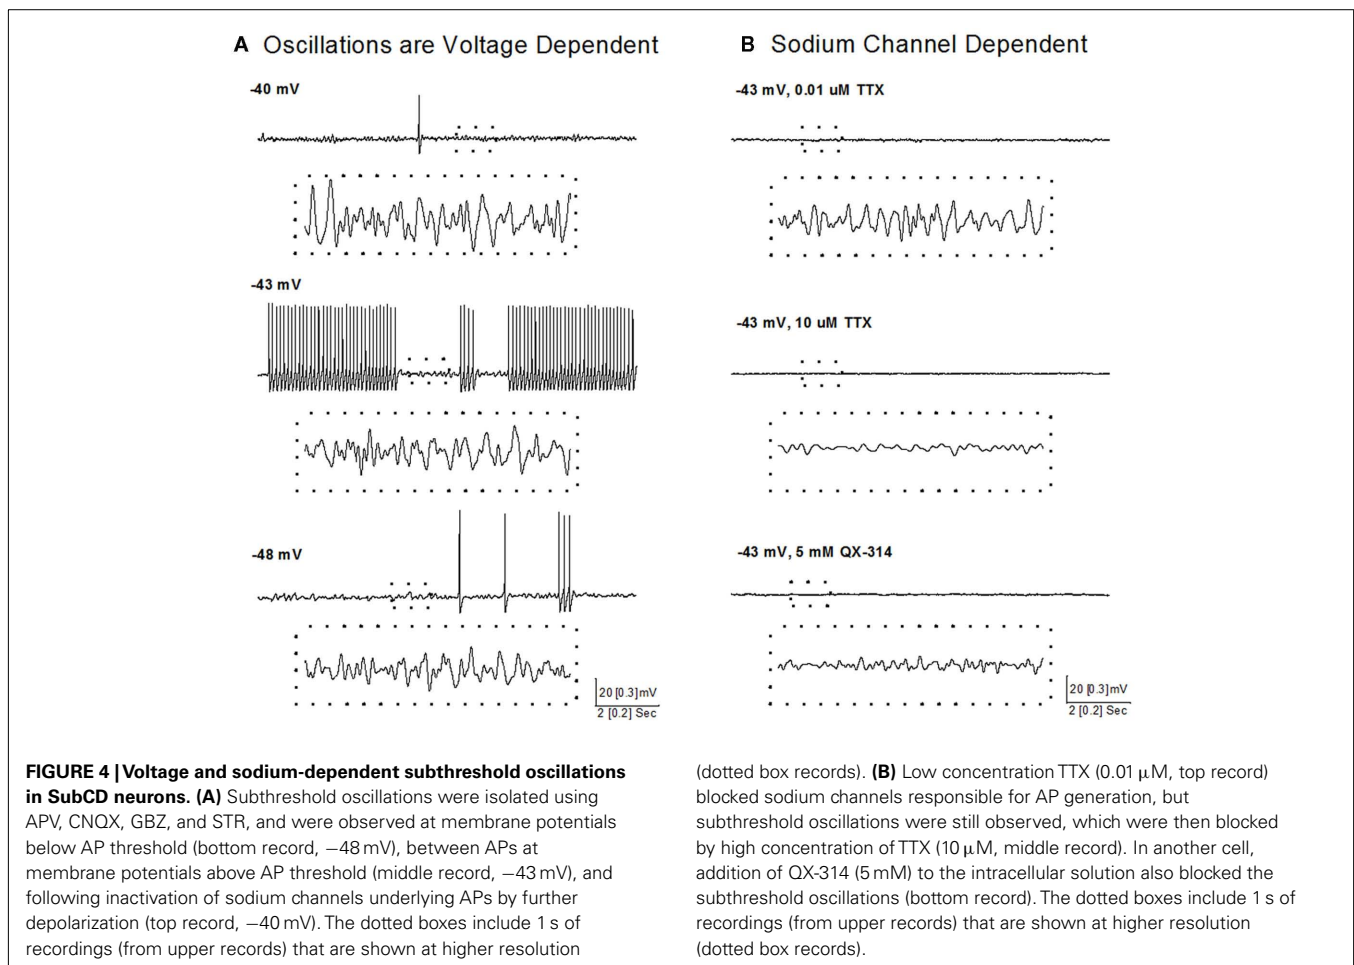 A Oscillations are Voltage Dependent
-40 mV
-43 mV
-48 mV
20 [0.3]mV
2 [0.2] Sec
B Sodium Channel Dependent
-43 mV, 0.01 uM TTX
-43 mV, 10 uM TTX
-43 mV, 5 mM QX-314
20 [0.3]mV
2 [0.2] Sec
FIGURE 4 | Voltage and sodium-dependent subthreshold oscillations
in SubCD neurons. (A) Subthreshold oscillations were isolated using
APV, CNQX, GBZ, and STR, and were observed at membrane potentials
below AP threshold (bottom record, −48 mV), between APs at
membrane potentials above AP threshold (middle record, −43 mV), and
following inactivation of sodium channels underlying APs by further
depolarization (top record, −40 mV). The dotted boxes include 1 s of
recordings (from upper records) that are shown at higher resolution
(dotted box records). (B) Low concentration TTX (0.01 μM, top record)
blocked sodium channels responsible for AP generation, but
subthreshold oscillations were still observed, which were then blocked
by high concentration of TTX (10 μM, middle record). In another cell,
addition of QX-314 (5 mM) to the intracellular solution also blocked the
subthreshold oscillations (bottom record). The dotted boxes include 1 s of
recordings (from upper records) that are shown at higher resolution
(dotted box records).